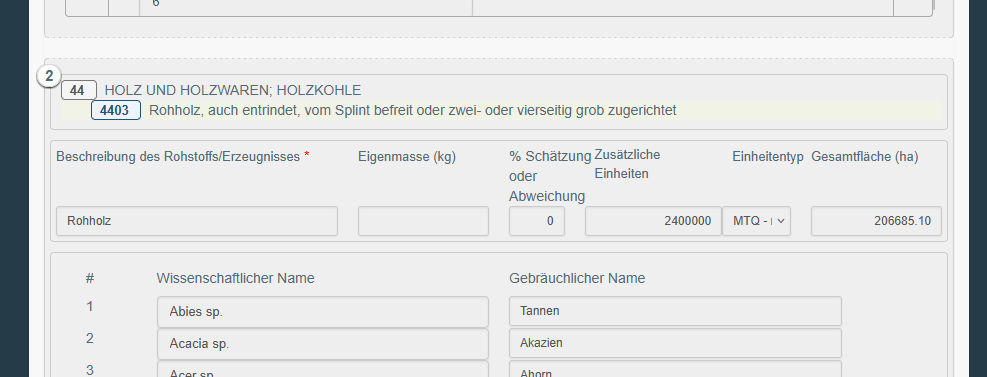 6
2
44 HOLZ UND HOLZWAREN; HOLZKOHLE
4403 Rohholz, auch entrindet, vom Splint befreit oder zwei- oder vierseitig grob zugerichtet
Beschreibung des Rohstoffs/Erzeugnisses * Eigenmasse (kg) % Schätzung Zusätzliche Einheitentyp Gesamtfläche (ha)
oder Einheiten
Abweichung
Rohholz 0 2400000 MTQ - 206685.10
# Wissenschaftlicher Name Gebräuchlicher Name
1 Abies sp. Tannen
2 Acacia sp. Akazien
3 Acer sp. Ahorn